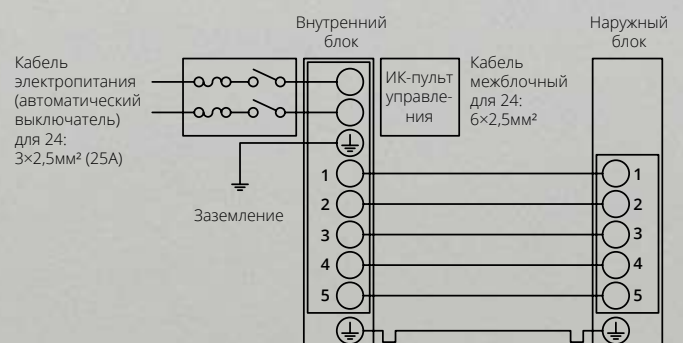 Внутренний
блок
Наружный
блок
Кабель
электропитания
(автоматический
выключатель)
для 24:
3×2,5мм² (25А)
ИК-пульт
управле-
ния
Кабель
межблочный
для 24:
6×2,5мм²
Заземление
1
2
3
4
5
1
2
3
4
5